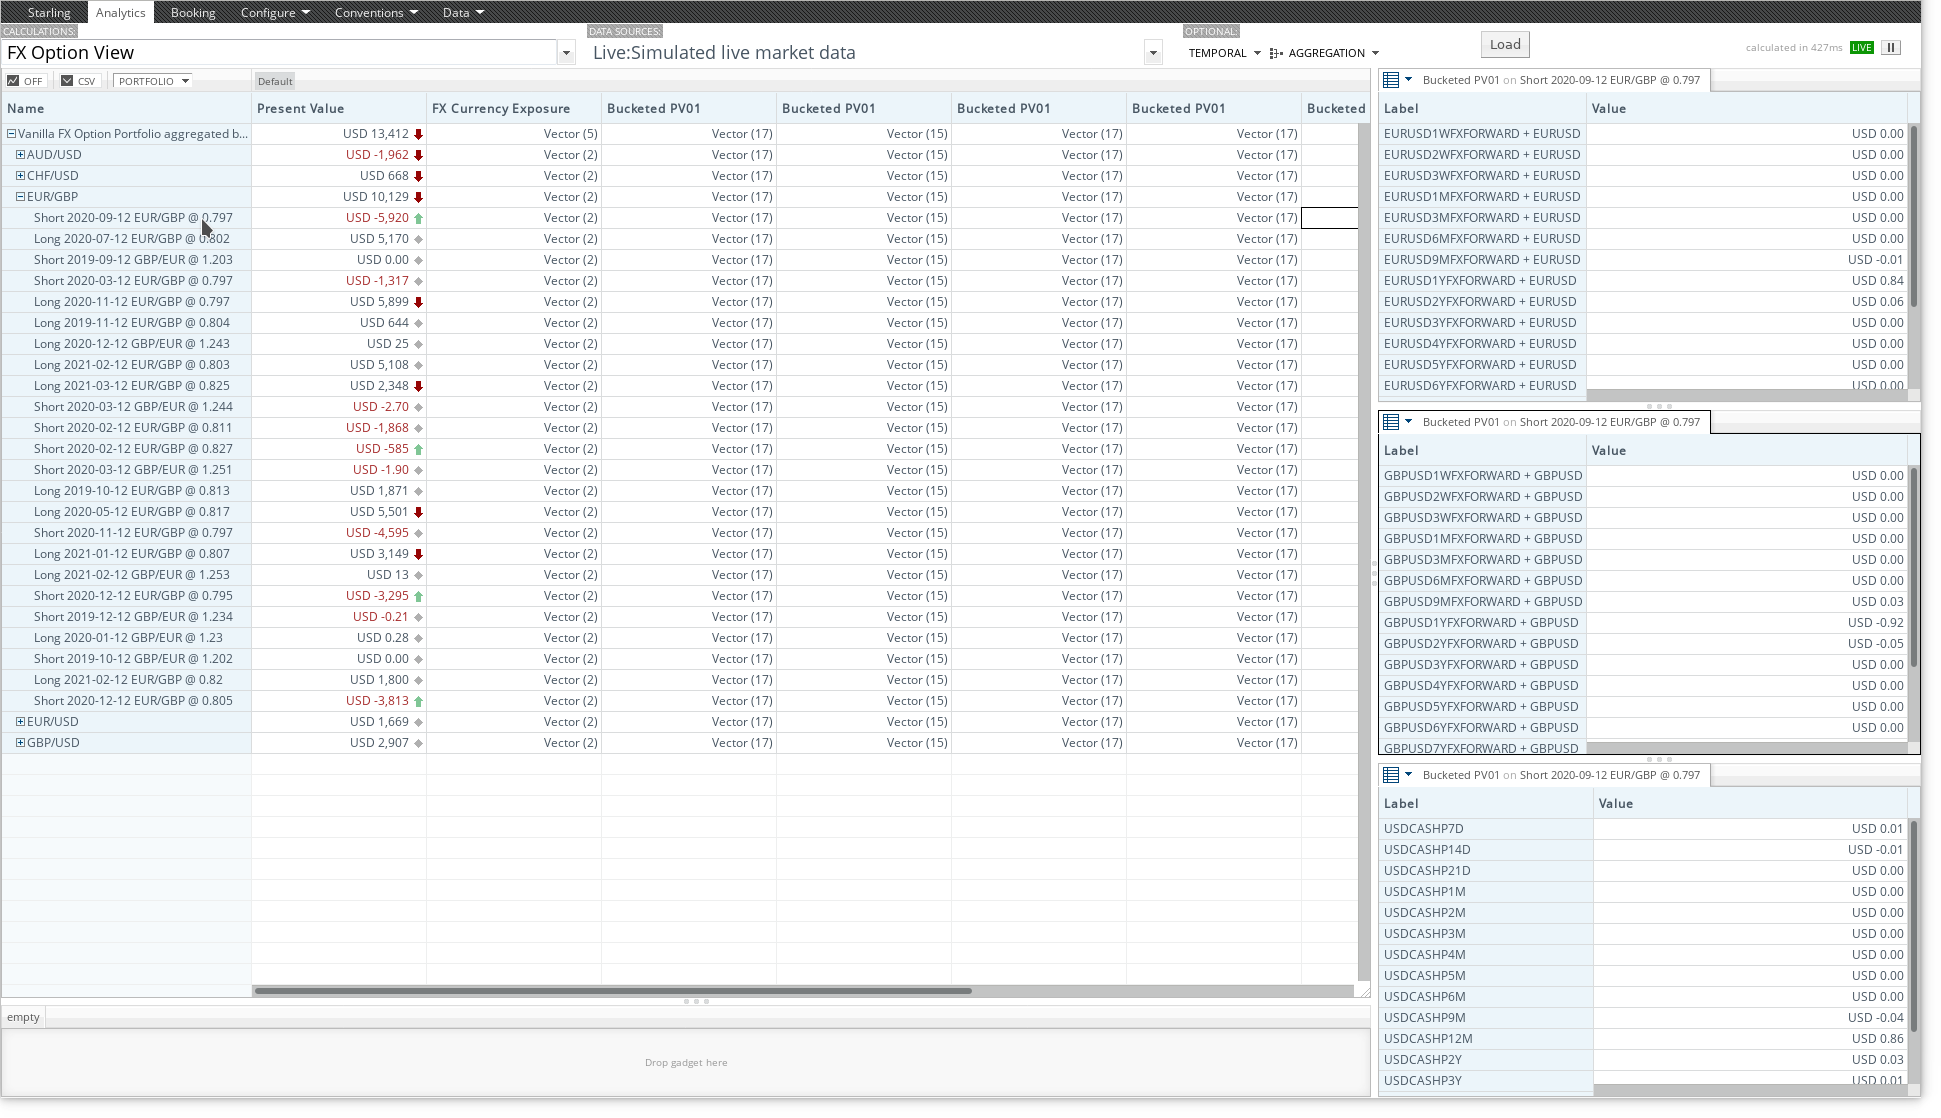 Starling Analytics Booking Configure Conventions Data
CALCULATIONS: DATA SOURCES: OPTIONAL:
FX Option View Live:Simulated live market data TEMPORAL AGGREGATION Load calculated in 427ms LIVE
OFF CSV PORTFOLIO Default
Name Present Value FX Currency Exposure Bucketed PV01 Bucketed PV01 Bucketed PV01 Bucketed PV01 Bucketed
Vanilla FX Option Portfolio aggregated b... USD 13,412 Vector (5) Vector (17) Vector (15) Vector (17) Vector (17)
AUD/USD USD -1,962 Vector (2) Vector (17) Vector (15) Vector (17) Vector (17)
CHF/USD USD 668 Vector (2) Vector (17) Vector (15) Vector (17) Vector (17)
EUR/GBP USD 10,129 Vector (2) Vector (17) Vector (15) Vector (17) Vector (17)
Short 2020-09-12 EUR/GBP @ 0.797 USD -5,920 Vector (2) Vector (17) Vector (15) Vector (17) Vector (17)
Long 2020-07-12 EUR/GBP @ 0.802 USD 5,170 Vector (2) Vector (17) Vector (15) Vector (17) Vector (17)
Short 2019-09-12 GBP/EUR @ 1.203 USD 0.00 Vector (2) Vector (17) Vector (15) Vector (17) Vector (17)
Short 2020-03-12 EUR/GBP @ 0.797 USD -1,317 Vector (2) Vector (17) Vector (15) Vector (17) Vector (17)
Long 2020-11-12 EUR/GBP @ 0.797 USD 5,899 Vector (2) Vector (17) Vector (15) Vector (17) Vector (17)
Long 2019-11-12 EUR/GBP @ 0.804 USD 644 Vector (2) Vector (17) Vector (15) Vector (17) Vector (17)
Long 2020-12-12 GBP/EUR @ 1.243 USD 25 Vector (2) Vector (17) Vector (15) Vector (17) Vector (17)
Long 2021-02-12 EUR/GBP @ 0.803 USD 5,108 Vector (2) Vector (17) Vector (15) Vector (17) Vector (17)
Long 2021-03-12 EUR/GBP @ 0.825 USD 2,348 Vector (2) Vector (17) Vector (15) Vector (17) Vector (17)
Short 2020-03-12 GBP/EUR @ 1.244 USD -2.70 Vector (2) Vector (17) Vector (15) Vector (17) Vector (17)
Short 2020-02-12 EUR/GBP @ 0.811 USD -1,868 Vector (2) Vector (17) Vector (15) Vector (17) Vector (17)
Short 2020-02-12 EUR/GBP @ 0.827 USD -585 Vector (2) Vector (17) Vector (15) Vector (17) Vector (17)
Short 2020-03-12 GBP/EUR @ 1.251 USD -1.90 Vector (2) Vector (17) Vector (15) Vector (17) Vector (17)
Long 2019-10-12 EUR/GBP @ 0.813 USD 1,871 Vector (2) Vector (17) Vector (15) Vector (17) Vector (17)
Long 2020-05-12 EUR/GBP @ 0.817 USD 5,501 Vector (2) Vector (17) Vector (15) Vector (17) Vector (17)
Short 2020-11-12 EUR/GBP @ 0.797 USD -4,595 Vector (2) Vector (17) Vector (15) Vector (17) Vector (17)
Long 2021-01-12 EUR/GBP @ 0.807 USD 3,149 Vector (2) Vector (17) Vector (15) Vector (17) Vector (17)
Long 2021-02-12 GBP/EUR @ 1.253 USD 13 Vector (2) Vector (17) Vector (15) Vector (17) Vector (17)
Short 2020-12-12 EUR/GBP @ 0.795 USD -3,295 Vector (2) Vector (17) Vector (15) Vector (17) Vector (17)
Short 2019-12-12 GBP/EUR @ 1.234 USD -0.21 Vector (2) Vector (17) Vector (15) Vector (17) Vector (17)
Long 2020-01-12 GBP/EUR @ 1.23 USD 0.28 Vector (2) Vector (17) Vector (15) Vector (17) Vector (17)
Short 2019-10-12 GBP/EUR @ 1.202 USD 0.00 Vector (2) Vector (17) Vector (15) Vector (17) Vector (17)
Long 2021-02-12 EUR/GBP @ 0.82 USD 1,800 Vector (2) Vector (17) Vector (15) Vector (17) Vector (17)
Short 2020-12-12 EUR/GBP @ 0.805 USD -3,813 Vector (2) Vector (17) Vector (15) Vector (17) Vector (17)
EUR/USD USD 1,669 Vector (2) Vector (17) Vector (15) Vector (17) Vector (17)
GBP/USD USD 2,907 Vector (2) Vector (17) Vector (15) Vector (17) Vector (17)
empty
Drop gadget here
Bucketed PV01 on Short 2020-09-12 EUR/GBP @ 0.797
Label Value
EURUSD1WFXFORWARD + EURUSD USD 0.00
EURUSD2WFXFORWARD + EURUSD USD 0.00
EURUSD3WFXFORWARD + EURUSD USD 0.00
EURUSD1MFXFORWARD + EURUSD USD 0.00
EURUSD3MFXFORWARD + EURUSD USD 0.00
EURUSD6MFXFORWARD + EURUSD USD 0.00
EURUSD9MFXFORWARD + EURUSD USD -0.01
EURUSD1YFXFORWARD + EURUSD USD 0.84
EURUSD2YFXFORWARD + EURUSD USD 0.06
EURUSD3YFXFORWARD + EURUSD USD 0.00
EURUSD4YFXFORWARD + EURUSD USD 0.00
EURUSD5YFXFORWARD + EURUSD USD 0.00
EURUSD6YFXFORWARD + EURUSD USD 0.00
Bucketed PV01 on Short 2020-09-12 EUR/GBP @ 0.797
Label Value
GBPUSD1WFXFORWARD + GBPUSD USD 0.00
GBPUSD2WFXFORWARD + GBPUSD USD 0.00
GBPUSD3WFXFORWARD + GBPUSD USD 0.00
GBPUSD1MFXFORWARD + GBPUSD USD 0.00
GBPUSD3MFXFORWARD + GBPUSD USD 0.00
GBPUSD6MFXFORWARD + GBPUSD USD 0.00
GBPUSD9MFXFORWARD + GBPUSD USD 0.03
GBPUSD1YFXFORWARD + GBPUSD USD -0.92
GBPUSD2YFXFORWARD + GBPUSD USD -0.05
GBPUSD3YFXFORWARD + GBPUSD USD 0.00
GBPUSD4YFXFORWARD + GBPUSD USD 0.00
GBPUSD5YFXFORWARD + GBPUSD USD 0.00
GBPUSD6YFXFORWARD + GBPUSD USD 0.00
GBPUSD7YFXFORWARD + GBPUSD
Bucketed PV01 on Short 2020-09-12 EUR/GBP @ 0.797
Label Value
USDCASHP7D USD 0.01
USDCASHP14D USD -0.01
USDCASHP21D USD 0.00
USDCASHP1M USD 0.00
USDCASHP2M USD 0.00
USDCASHP3M USD 0.00
USDCASHP4M USD 0.00
USDCASHP5M USD 0.00
USDCASHP6M USD 0.00
USDCASHP9M USD -0.04
USDCASHP12M USD 0.86
USDCASHP2Y USD 0.03
USDCASHP3Y USD 0.01